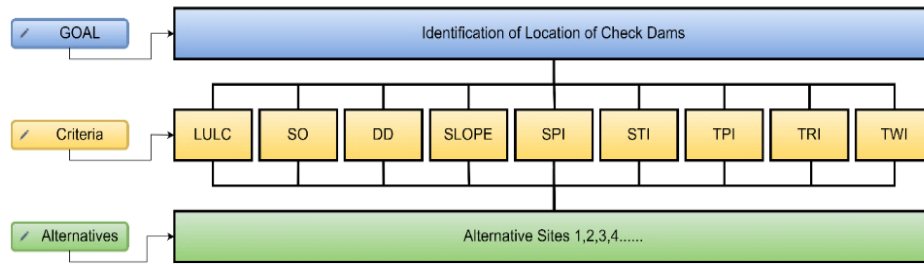 GOAL
Identification of Location of Check Dams
Criteria
LULC
SO
DD
SLOPE
SPI
STI
TPI
TRI
TWI
Alternatives
Alternative Sites 1,2,3,4......